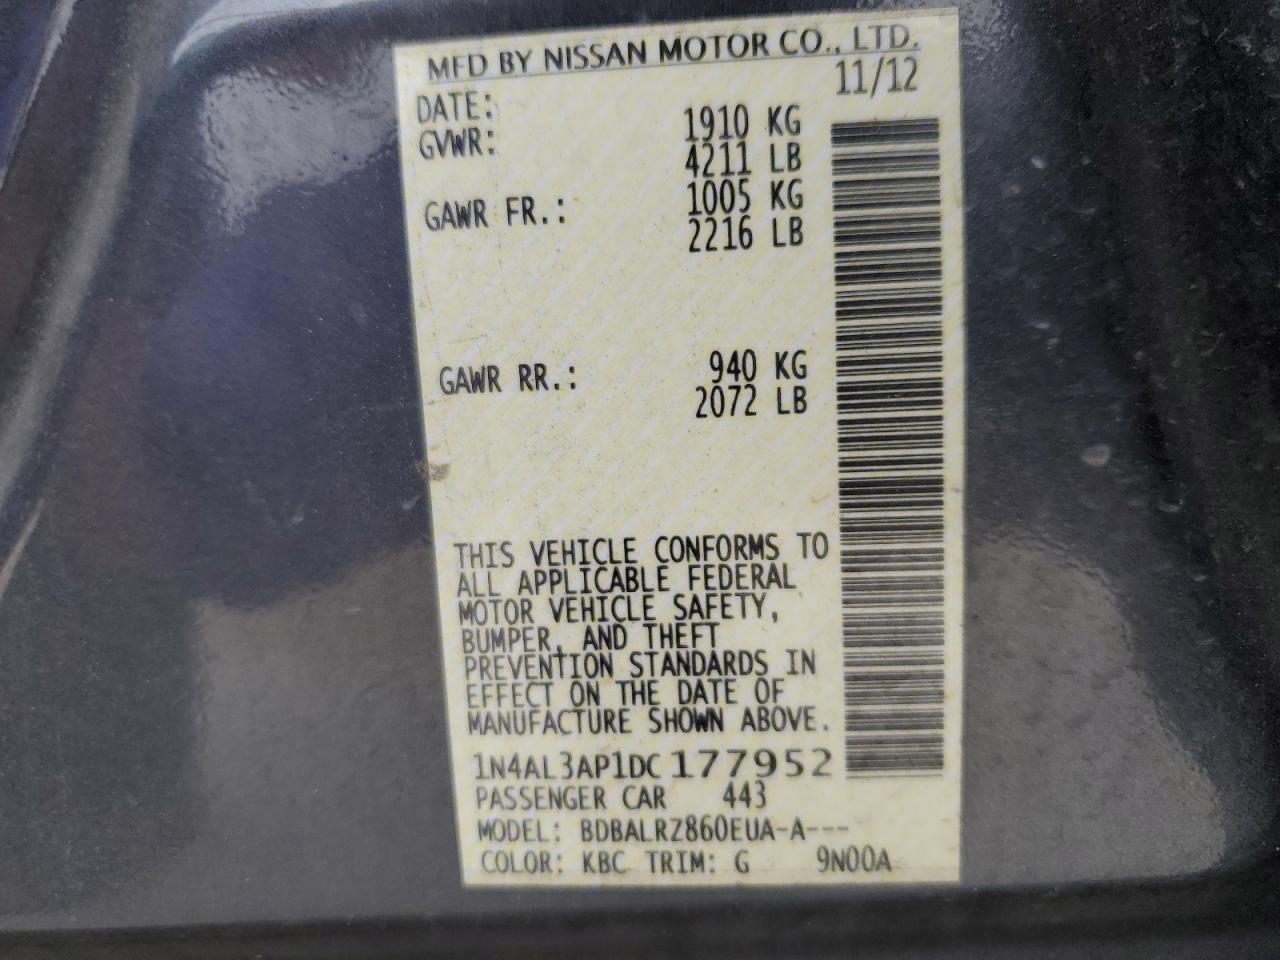 MFD BY NISSAN MOTOR CO., LTD.
DATE: 11/12
GVWR: 1910 KG
4211 LB
GAWR FR.: 1005 KG
2216 LB
GAWR RR.: 940 KG
2072 LB
THIS VEHICLE CONFORMS TO
ALL APPLICABLE FEDERAL
MOTOR VEHICLE SAFETY,
BUMPER, AND THEFT
PREVENTION STANDARDS IN
EFFECT ON THE DATE OF
MANUFACTURE SHOWN ABOVE.
1N4AL3AP1DC177952
PASSENGER CAR 443
MODEL: BDBALRZ860EUA-A---
COLOR: KBC TRIM: G 9N00A